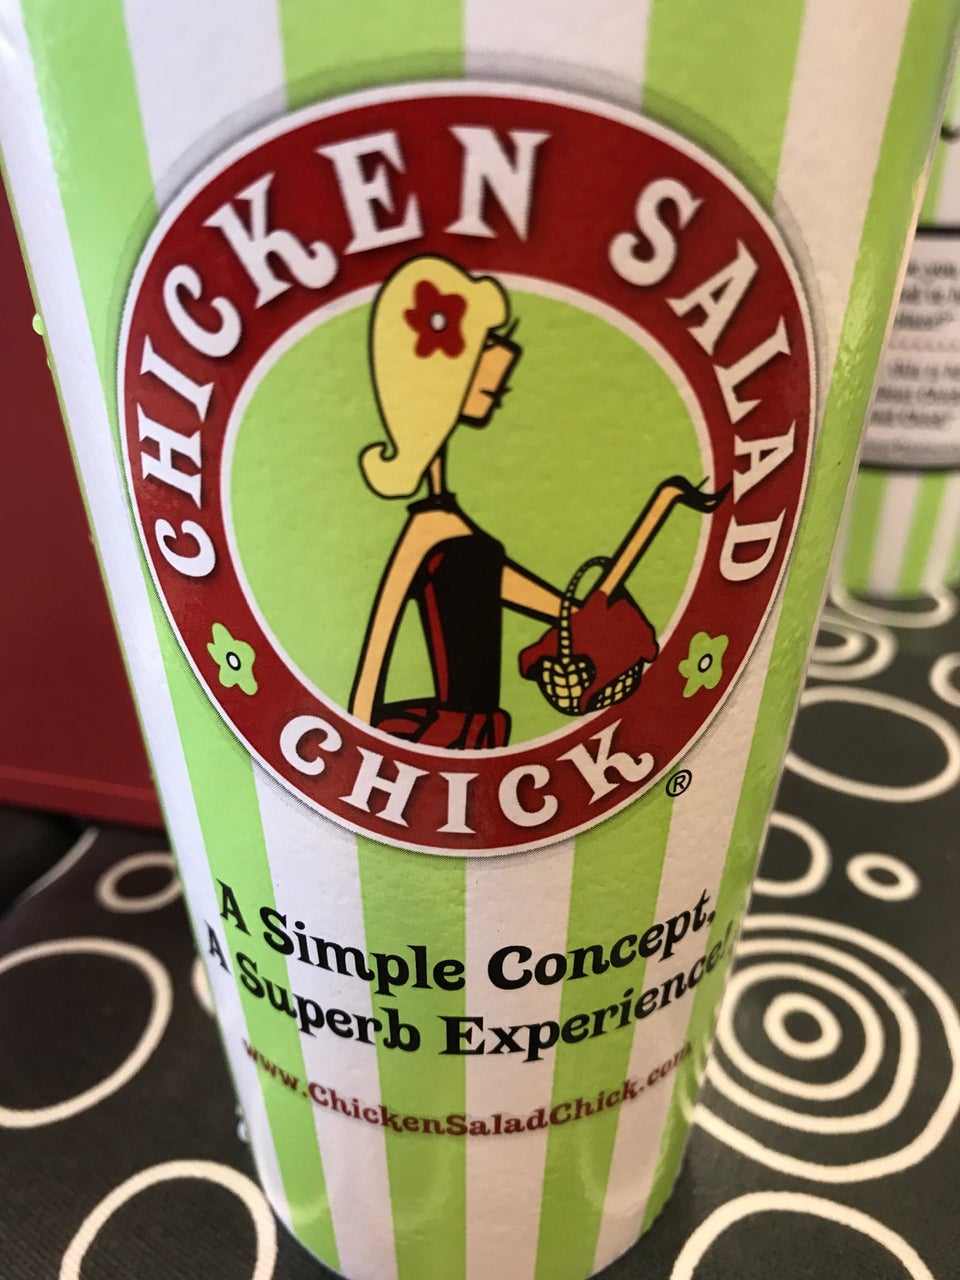 CHICKEN SALAD
CHICK
®
A Simple Concept,
A Superb Experience!
www.ChickenSaladChick.com